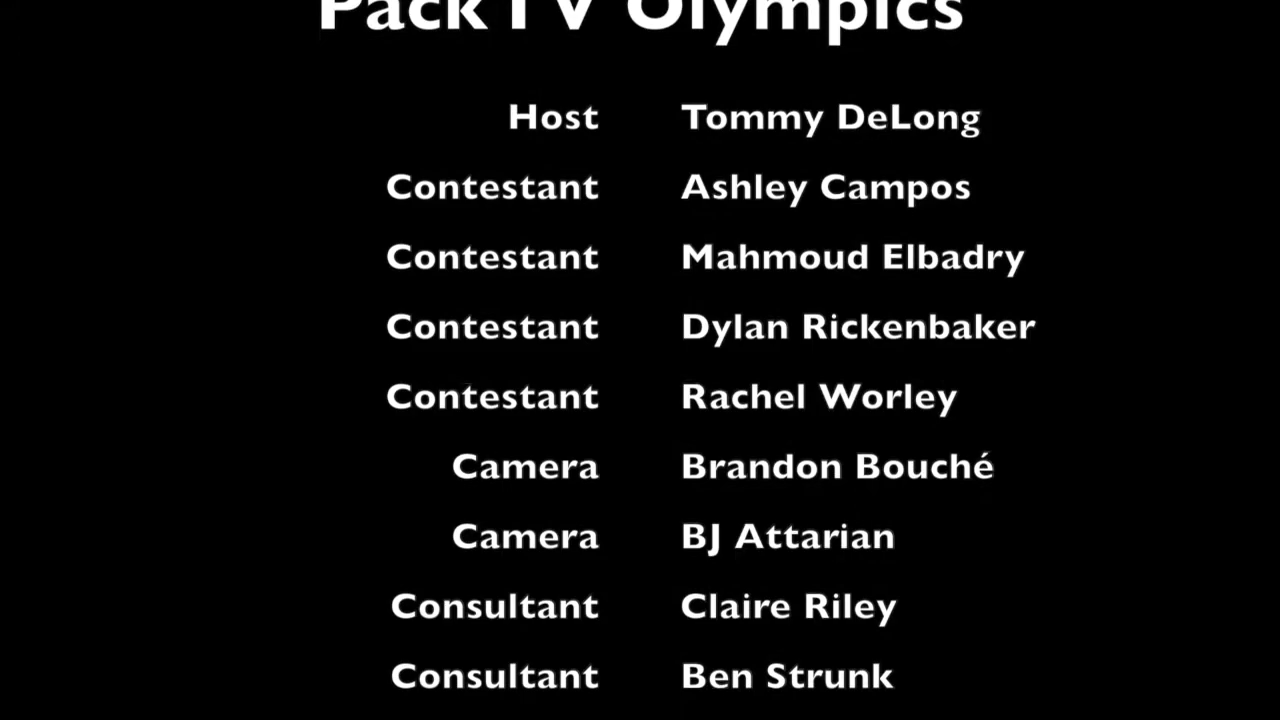 PackTV Olympics
Host Tommy DeLong
Contestant Ashley Campos
Contestant Mahmoud Elbadry
Contestant Dylan Rickenbaker
Contestant Rachel Worley
Camera Brandon Bouché
Camera BJ Attarian
Consultant Claire Riley
Consultant Ben Strunk